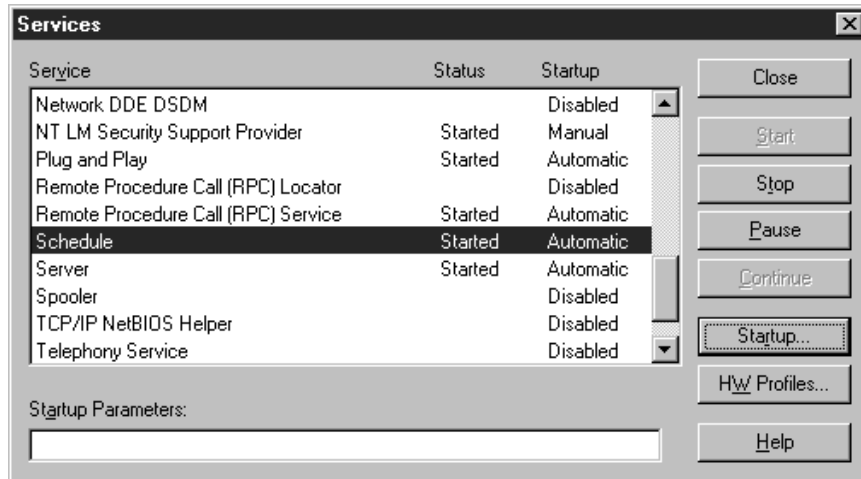 Services
Service Status Startup
Network DDE DSDM Disabled
NT LM Security Support Provider Started Manual
Plug and Play Started Automatic
Remote Procedure Call (RPC) Locator Disabled
Remote Procedure Call (RPC) Service Started Automatic
Schedule Started Automatic
Server Started Automatic
Spooler Disabled
TCP/IP NetBIOS Helper Disabled
Telephony Service Disabled
Startup Parameters:
Close
Start
Stop
Pause
Continue
Startup...
HW Profiles...
Help